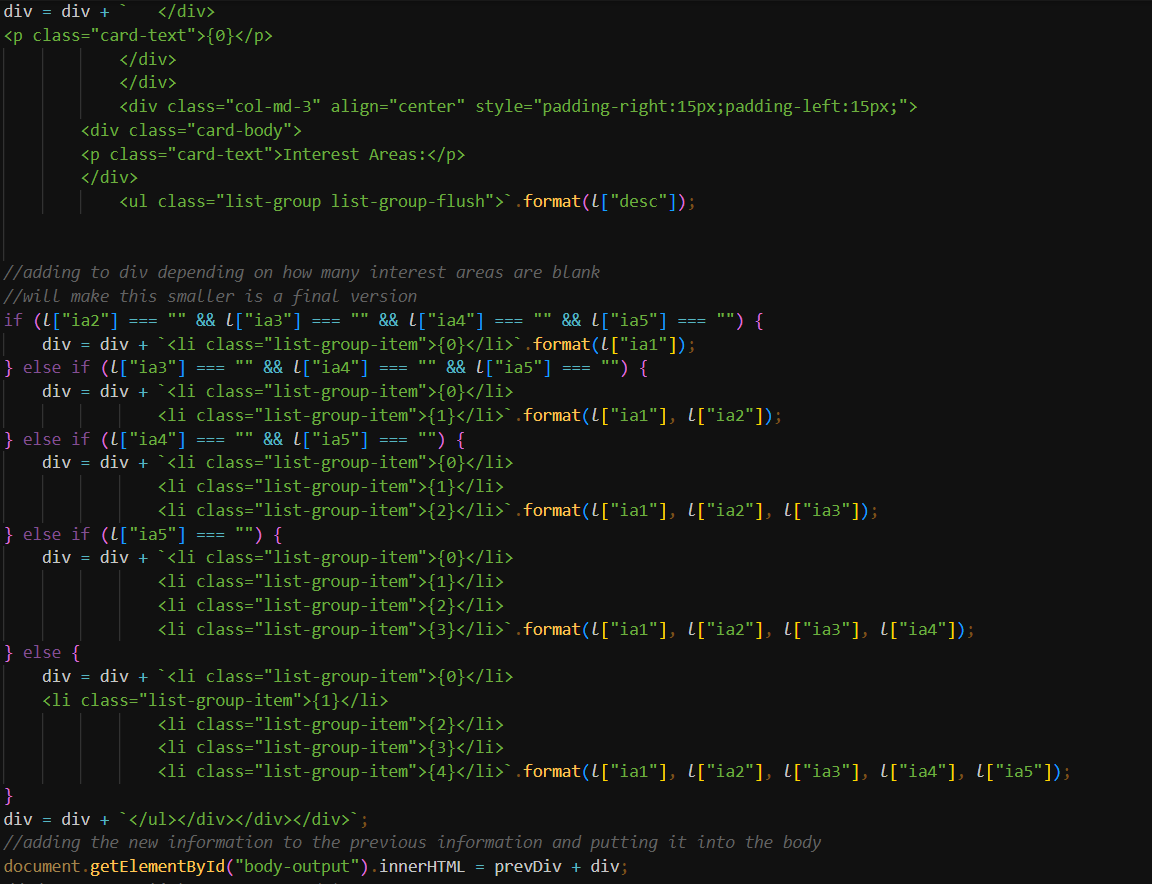 div = div + `   </div>
<p class="card-text">{0}</p>
            </div>
            </div>
            <div class="col-md-3" align="center" style="padding-right:15px;padding-left:15px;">
        <div class="card-body">
        <p class="card-text">Interest Areas:</p>
        </div>
            <ul class="list-group list-group-flush">`.format(l["desc"]);
//adding to div depending on how many interest areas are blank
//will make this smaller is a final version
if (l["ia2"] === "" && l["ia3"] === "" && l["ia4"] === "" && l["ia5"] === "") {
    div = div + `<li class="list-group-item">{0}</li>`.format(l["ia1"]);
} else if (l["ia3"] === "" && l["ia4"] === "" && l["ia5"] === "") {
    div = div + `<li class="list-group-item">{0}</li>
                <li class="list-group-item">{1}</li>`.format(l["ia1"], l["ia2"]);
} else if (l["ia4"] === "" && l["ia5"] === "") {
    div = div + `<li class="list-group-item">{0}</li>
                <li class="list-group-item">{1}</li>
                <li class="list-group-item">{2}</li>`.format(l["ia1"], l["ia2"], l["ia3"]);
} else if (l["ia5"] === "") {
    div = div + `<li class="list-group-item">{0}</li>
                <li class="list-group-item">{1}</li>
                <li class="list-group-item">{2}</li>
                <li class="list-group-item">{3}</li>`.format(l["ia1"], l["ia2"], l["ia3"], l["ia4"]);
} else {
    div = div + `<li class="list-group-item">{0}</li>
    <li class="list-group-item">{1}</li>
                <li class="list-group-item">{2}</li>
                <li class="list-group-item">{3}</li>
                <li class="list-group-item">{4}</li>`.format(l["ia1"], l["ia2"], l["ia3"], l["ia4"], l["ia5"]);
}
div = div + `</ul></div></div></div>`;
//adding the new information to the previous information and putting it into the body
document.getElementById("body-output").innerHTML = prevDiv + div;